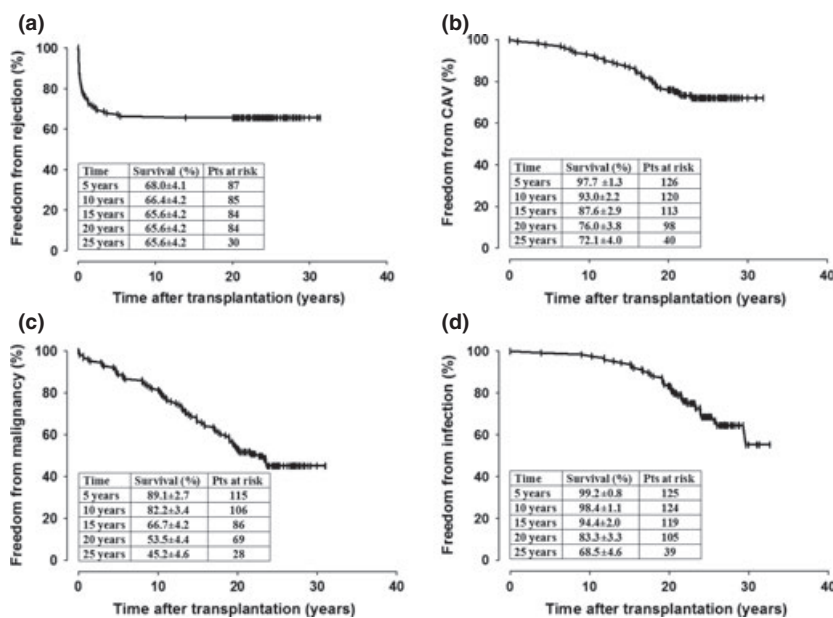 (a)
Freedom from rejection (%)
100
80
60
40
20
0
Time Survival (%) Pts at risk
5 years 68.0±4.1 87
10 years 66.4±4.2 85
15 years 65.6±4.2 84
20 years 65.6±4.2 84
25 years 65.6±4.2 30
0 10 20 30 40
Time after transplantation (years)
(b)
Freedom from CAV (%)
100
80
60
40
20
0
Time Survival (%) Pts at risk
5 years 97.7 ±1.3 126
10 years 93.0±2.2 120
15 years 87.6±2.9 113
20 years 76.0±3.8 98
25 years 72.1±4.0 40
0 10 20 30 40
Time after transplantation (years)
(c)
Freedom from malignancy (%)
100
80
60
40
20
0
Time Survival (%) Pts at risk
5 years 89.1±2.7 115
10 years 82.2±3.4 106
15 years 66.7±4.2 86
20 years 53.5±4.4 69
25 years 45.2±4.6 28
0 10 20 30 40
Time after transplantation (years)
(d)
Freedom from infection (%)
100
80
60
40
20
0
Time Survival (%) Pts at risk
5 years 99.2±0.8 125
10 years 98.4±1.1 124
15 years 94.4±2.0 119
20 years 83.3±3.3 105
25 years 68.5±4.6 39
0 10 20 30 40
Time after transplantation (years)